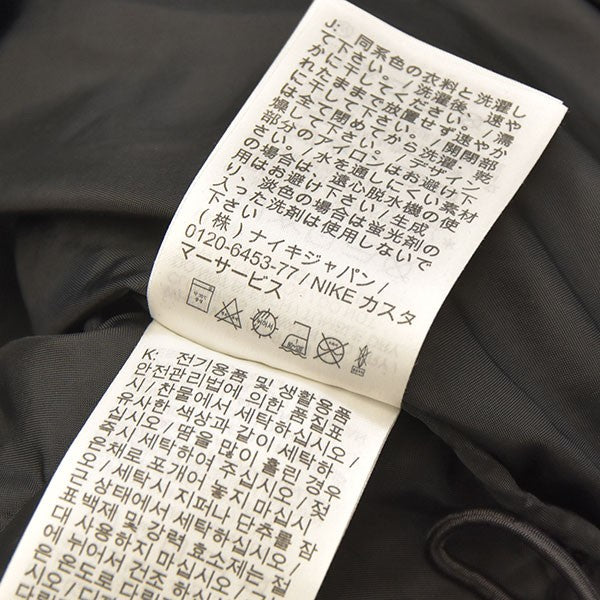 J: 同系色の衣料と洗濯し
て下さい。/ 洗濯後、速や
かに干してください。/ 濡
れたままで放置せず速やか
に干して下さい。/ 開閉部
は全て閉めてから洗濯、乾
燥して下さい。/ デザイン
部分のアイロンはお避け下
さい。/ 水を通しにくい素材
の場合は、遠心脱水機の使
用はお避け下さい / 生成
り、淡色の場合は蛍光剤の
入った洗剤は使用しないで
下さい
(株) ナイキジャパン /
0120-6453-77 / NIKE カスタ
マーサービス
K: 전기용품 및 생활용품
안전관리법에 의한 품질표
시 / 찬물에서 세탁하십시오 /
유사한 색상과 같이 세탁하
십시오 / 땀을 많이 흘린 경우
즉시 세탁하여 주십시오 / 젖
은채로 포개어 놓지 마십시
오 / 세탁시 지퍼나 단추를 잠
표백제 및 강력 효소제는
대 사용하지 마십시오 /